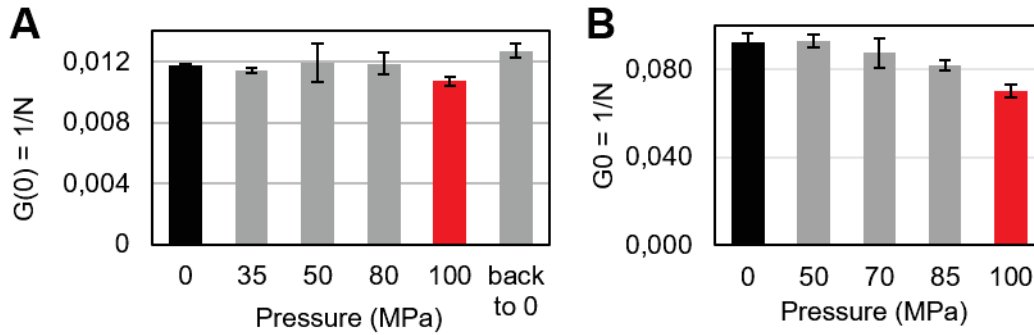 A
G(0) = 1/N
0,012
0,008
0,004
0
0 35 50 80 100 back to 0
Pressure (MPa)
B
G0 = 1/N
0,080
0,040
0,000
0 50 70 85 100
Pressure (MPa)